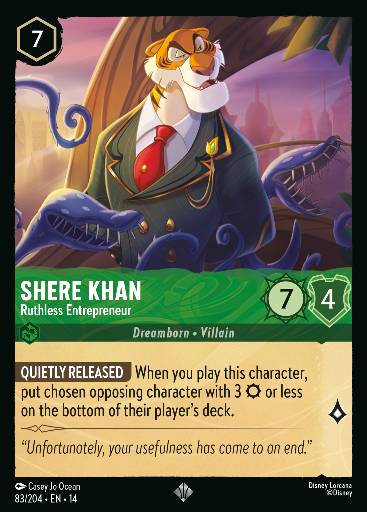 7
SHERE KHAN
Ruthless Entrepreneur
7 4
Dreamborn • Villain
QUIETLY RELEASED When you play this character,
put chosen opposing character with 3 or less
on the bottom of their player's deck.
“Unfortunately, your usefulness has come to an end.”
Casey Jo Ocean
83/204 • EN • 14
Disney Lorcana
©Disney